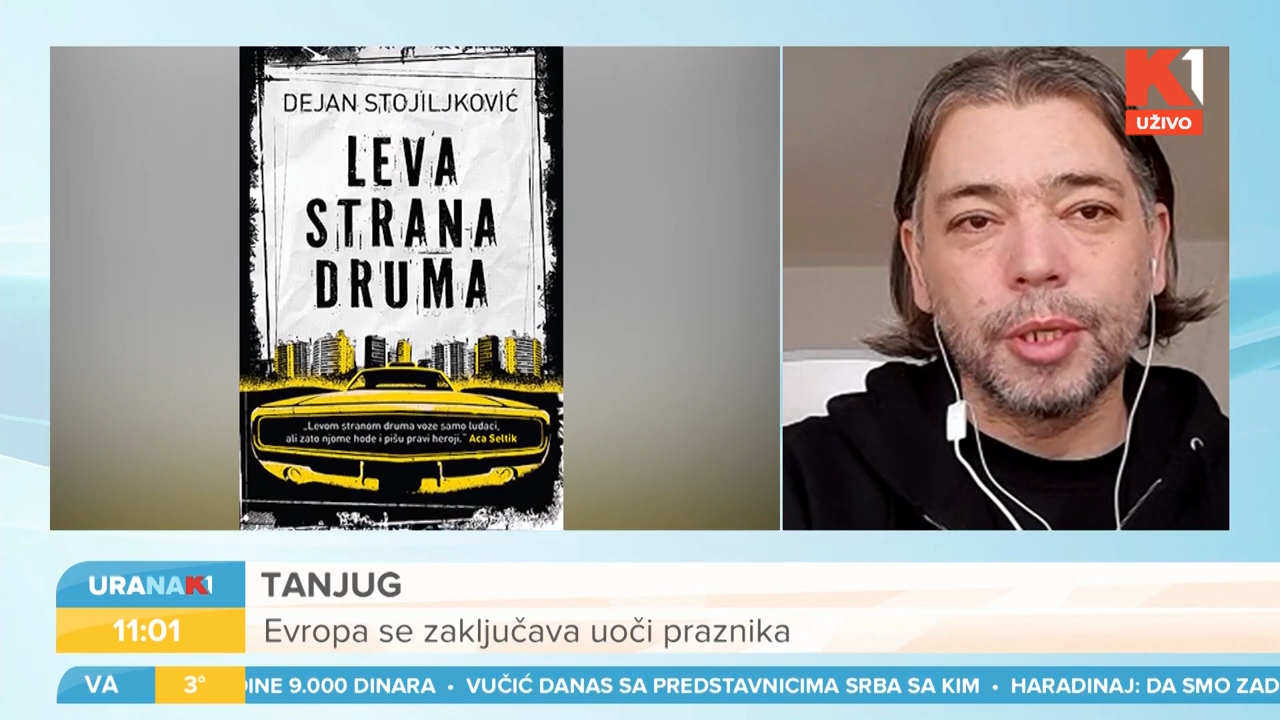 DEJAN STOJILJKOVIĆ
LEVA
STRANA
DRUMA
„Levom stranom druma voze samo ludaci,
ali zato njome hode i pišu pravi heroji.” Aca Seltik
K1
UŽIVO
URANAK1
TANJUG
11:01
Evropa se zaključava uoči praznika
VA
3°
DINE 9.000 DINARA • VUČIĆ DANAS SA PREDSTAVNICIMA SRBA SA KIM • HARADINAJ: DA SMO ZAD